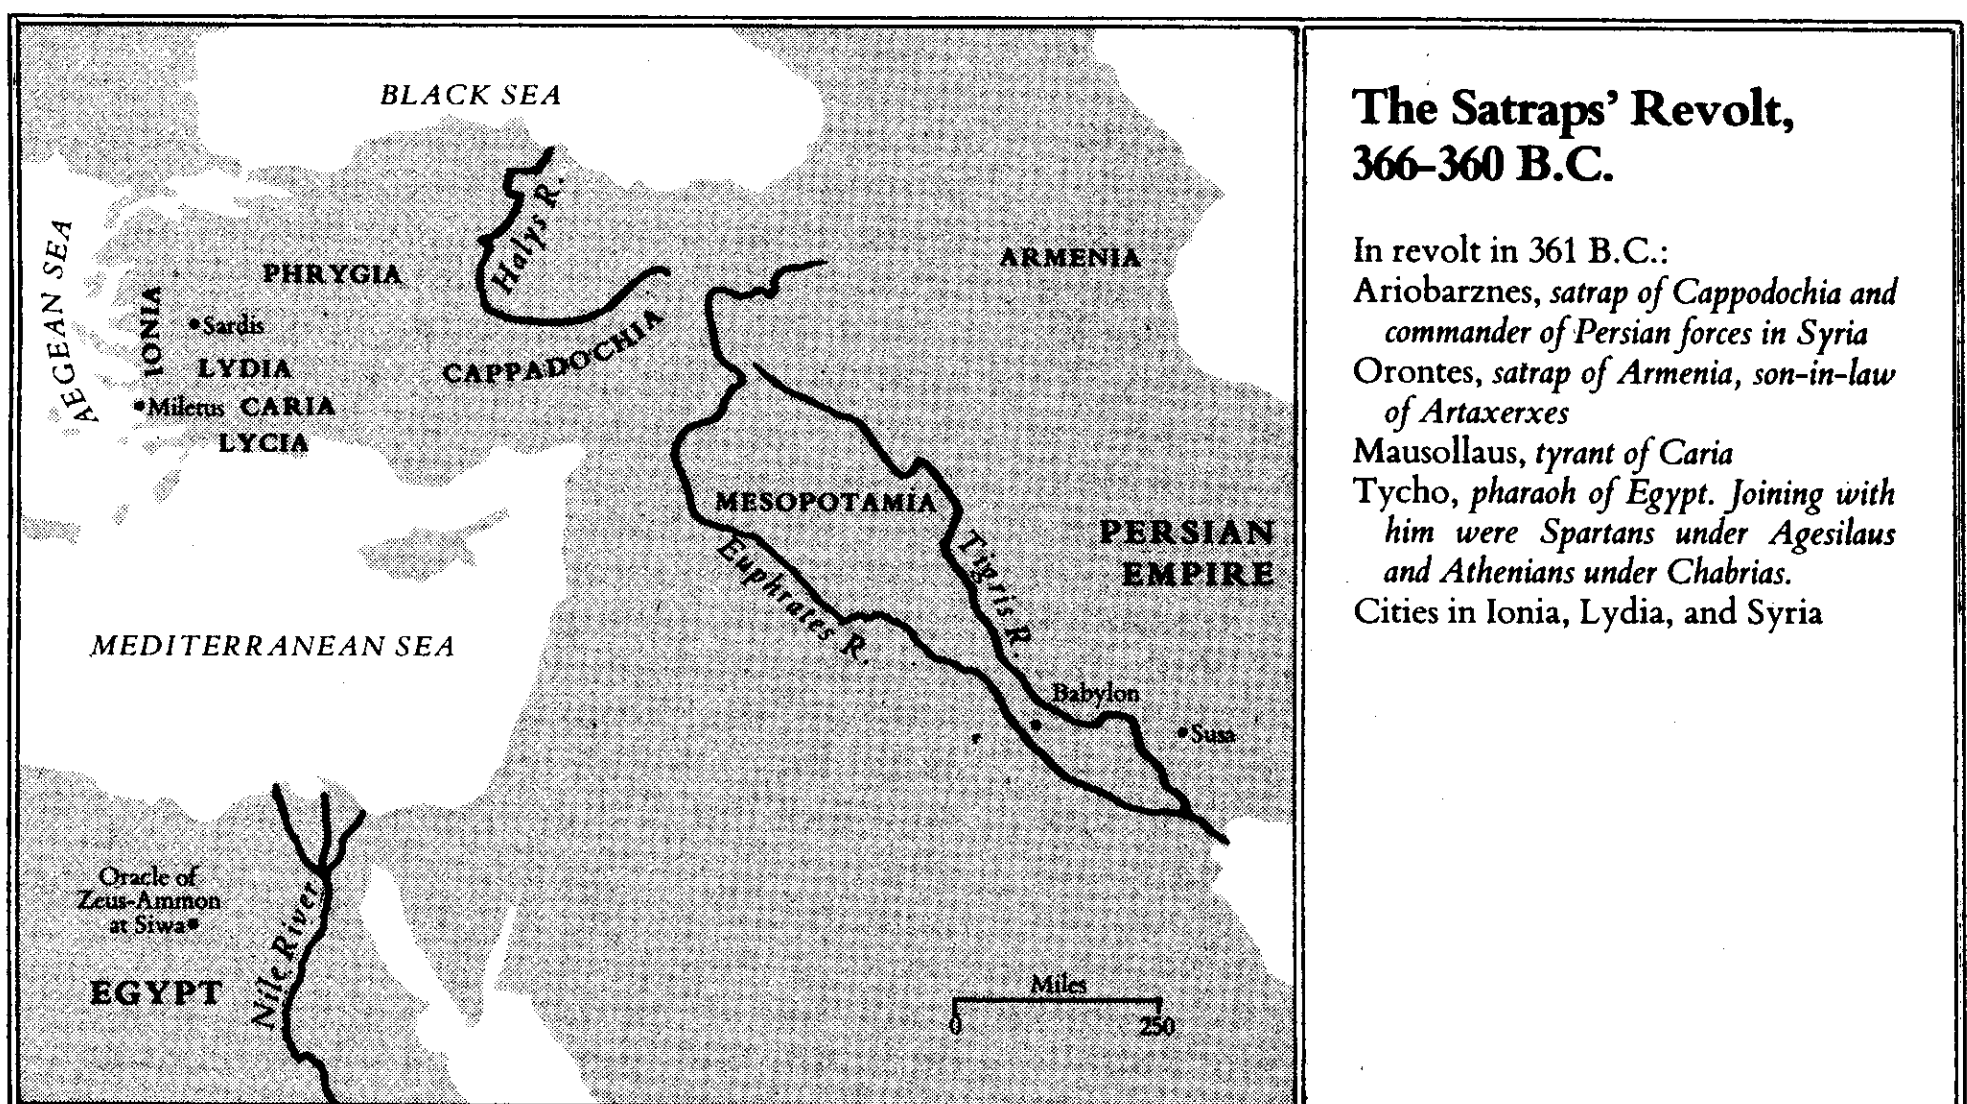 BLACK SEA
Halys R.
AEGEAN SEA
PHRYGIA
ARMENIA
IONIA
Sardis
LYDIA
CAPPADOCHIA
Miletus CARIA
LYCIA
MESOPOTAMIA
PERSIAN
EMPIRE
Tigris R.
Euphrates R.
MEDITERRANEAN SEA
Babylon
Susa
Oracle of
Zeus-Ammon
at Siwa
Nile River
EGYPT
Miles
0 250
The Satraps’ Revolt,
366–360 B.C.
In revolt in 361 B.C.:
Ariobarznes, satrap of Cappodochia and
commander of Persian forces in Syria
Orontes, satrap of Armenia, son-in-law
of Artaxerxes
Mausollaus, tyrant of Caria
Tycho, pharaoh of Egypt. Joining with
him were Spartans under Agesilaus
and Athenians under Chabrias.
Cities in Ionia, Lydia, and Syria